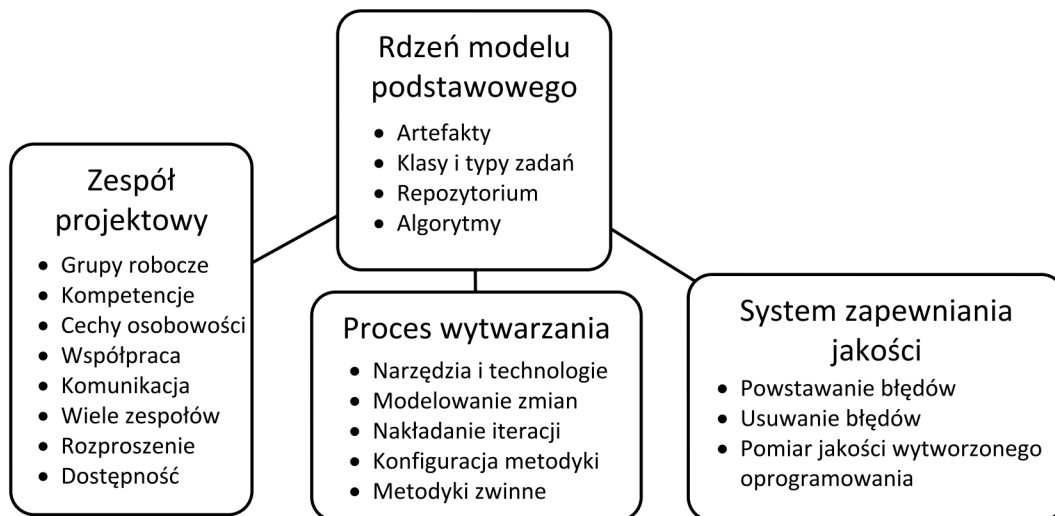 Rdzeń modelu
podstawowego
• Artefakty
• Klasy i typy zadań
• Repozytorium
• Algorytmy
Zespół
projektowy
• Grupy robocze
• Kompetencje
• Cechy osobowości
• Współpraca
• Komunikacja
• Wiele zespołów
• Rozproszenie
• Dostępność
Proces wytwarzania
• Narzędzia i technologie
• Modelowanie zmian
• Nakładanie iteracji
• Konfiguracja metodyki
• Metodyki zwinne
System zapewniania
jakości
• Powstawanie błędów
• Usuwanie błędów
• Pomiar jakości wytworzonego
oprogramowania